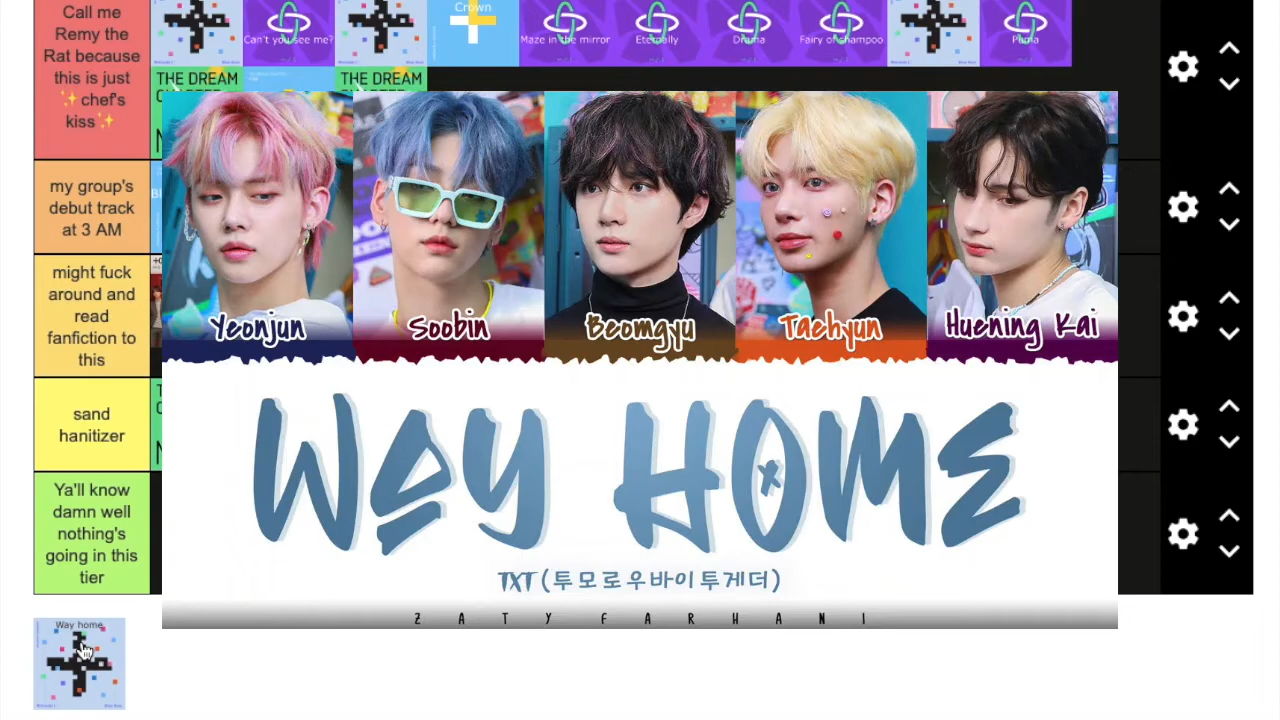 Call me
Remy the
Rat because
this is just
✨chef's
kiss✨
Can't you see me?
Crown
Maze in the mirror
Eternally
Drama
Fairy of shampoo
Puma
THE DREAM
THE DREAM
my group's
debut track
at 3 AM
might fuck
around and
read
fanfiction to
this
sand
hanitizer
Ya'll know
damn well
nothing's
going in this
tier
Yeonjun
Soobin
Beomgyu
Taehyun
Huening Kai
WAY HOME
TXT (투모로우바이투게더)
ZATY FARHANI
Way home